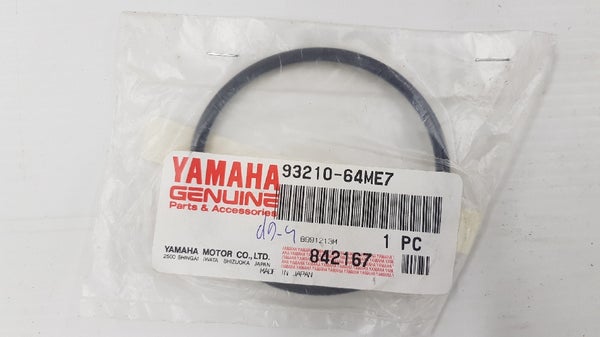 YAMAHA 93210-64ME7
GENUINE
Parts & Accessories
8091213M 1 PC
YAMAHA MOTOR CO., LTD. 842167
2500 SHINGAI IWATA SHIZUOKA JAPAN
MADE IN JAPAN